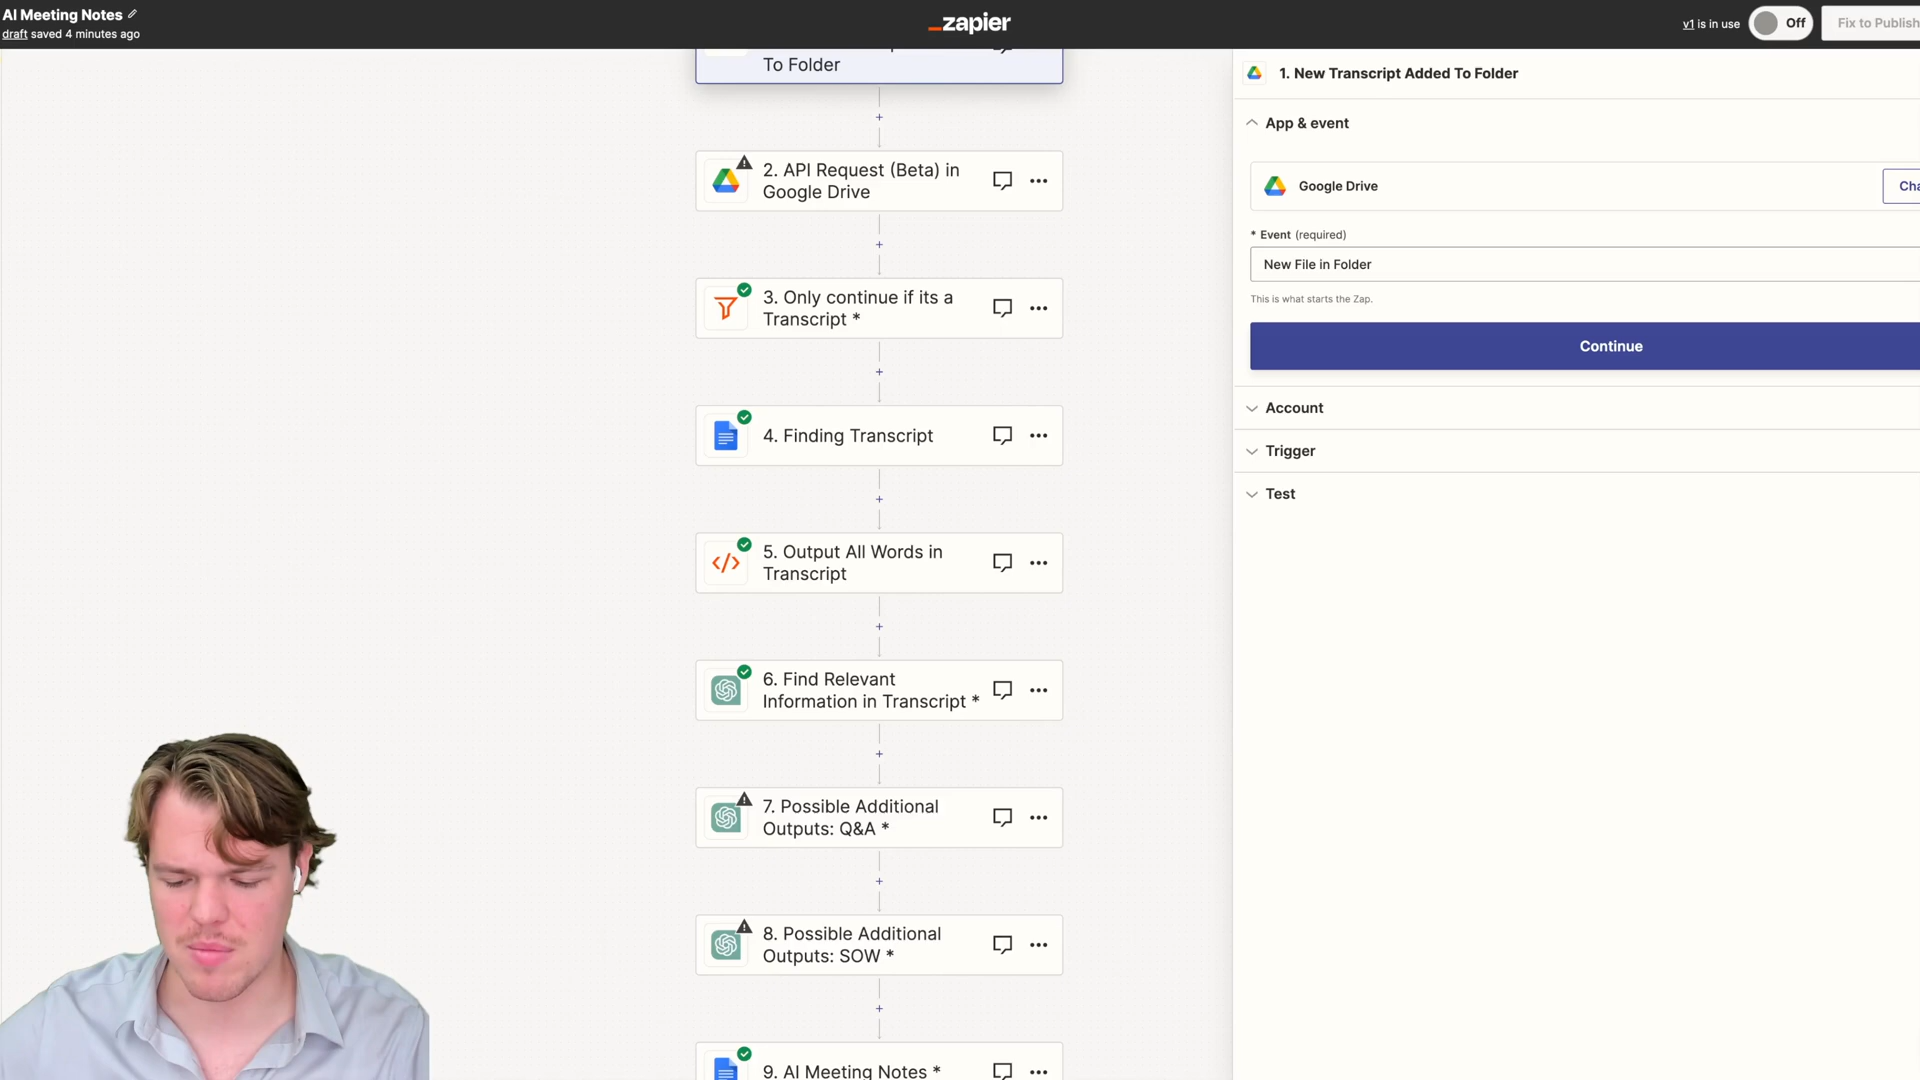 AI Meeting Notes
draft saved 4 minutes ago
zapier
v1 is in use
Off
Fix to Publish
To Folder
2. API Request (Beta) in
Google Drive
3. Only continue if its a
Transcript *
4. Finding Transcript
5. Output All Words in
Transcript
6. Find Relevant
Information in Transcript *
7. Possible Additional
Outputs: Q&A *
8. Possible Additional
Outputs: SOW *
9. AI Meeting Notes *
1. New Transcript Added To Folder
App & event
Google Drive
Cha
* Event (required)
New File in Folder
This is what starts the Zap.
Continue
Account
Trigger
Test